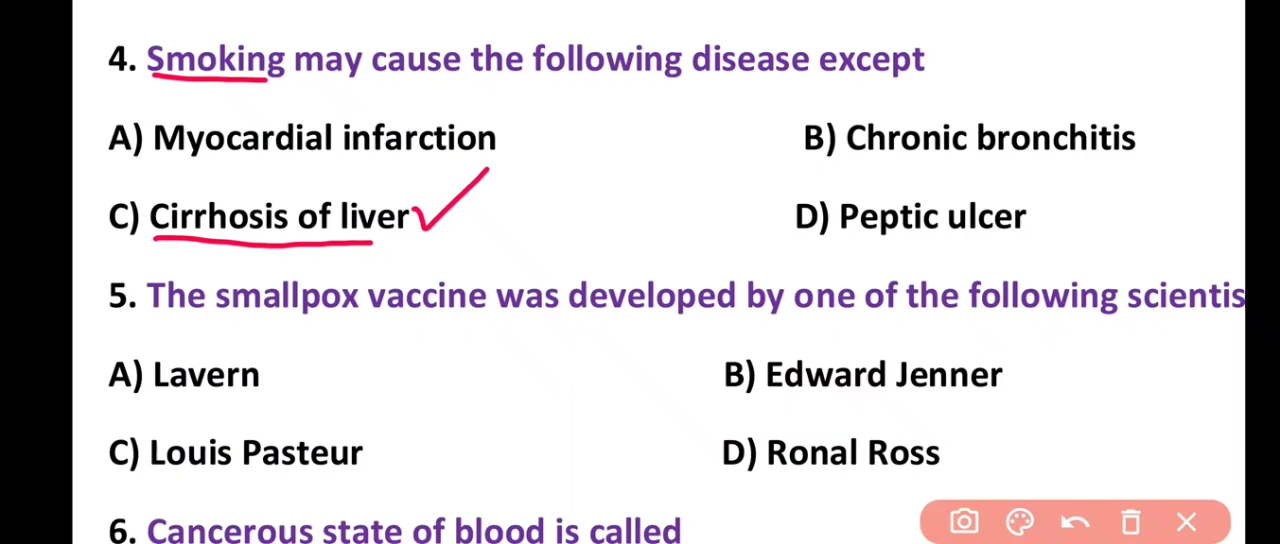 4. Smoking may cause the following disease except
A) Myocardial infarction B) Chronic bronchitis
C) Cirrhosis of liver D) Peptic ulcer
5. The smallpox vaccine was developed by one of the following scientis
A) Lavern B) Edward Jenner
C) Louis Pasteur D) Ronal Ross
6. Cancerous state of blood is called